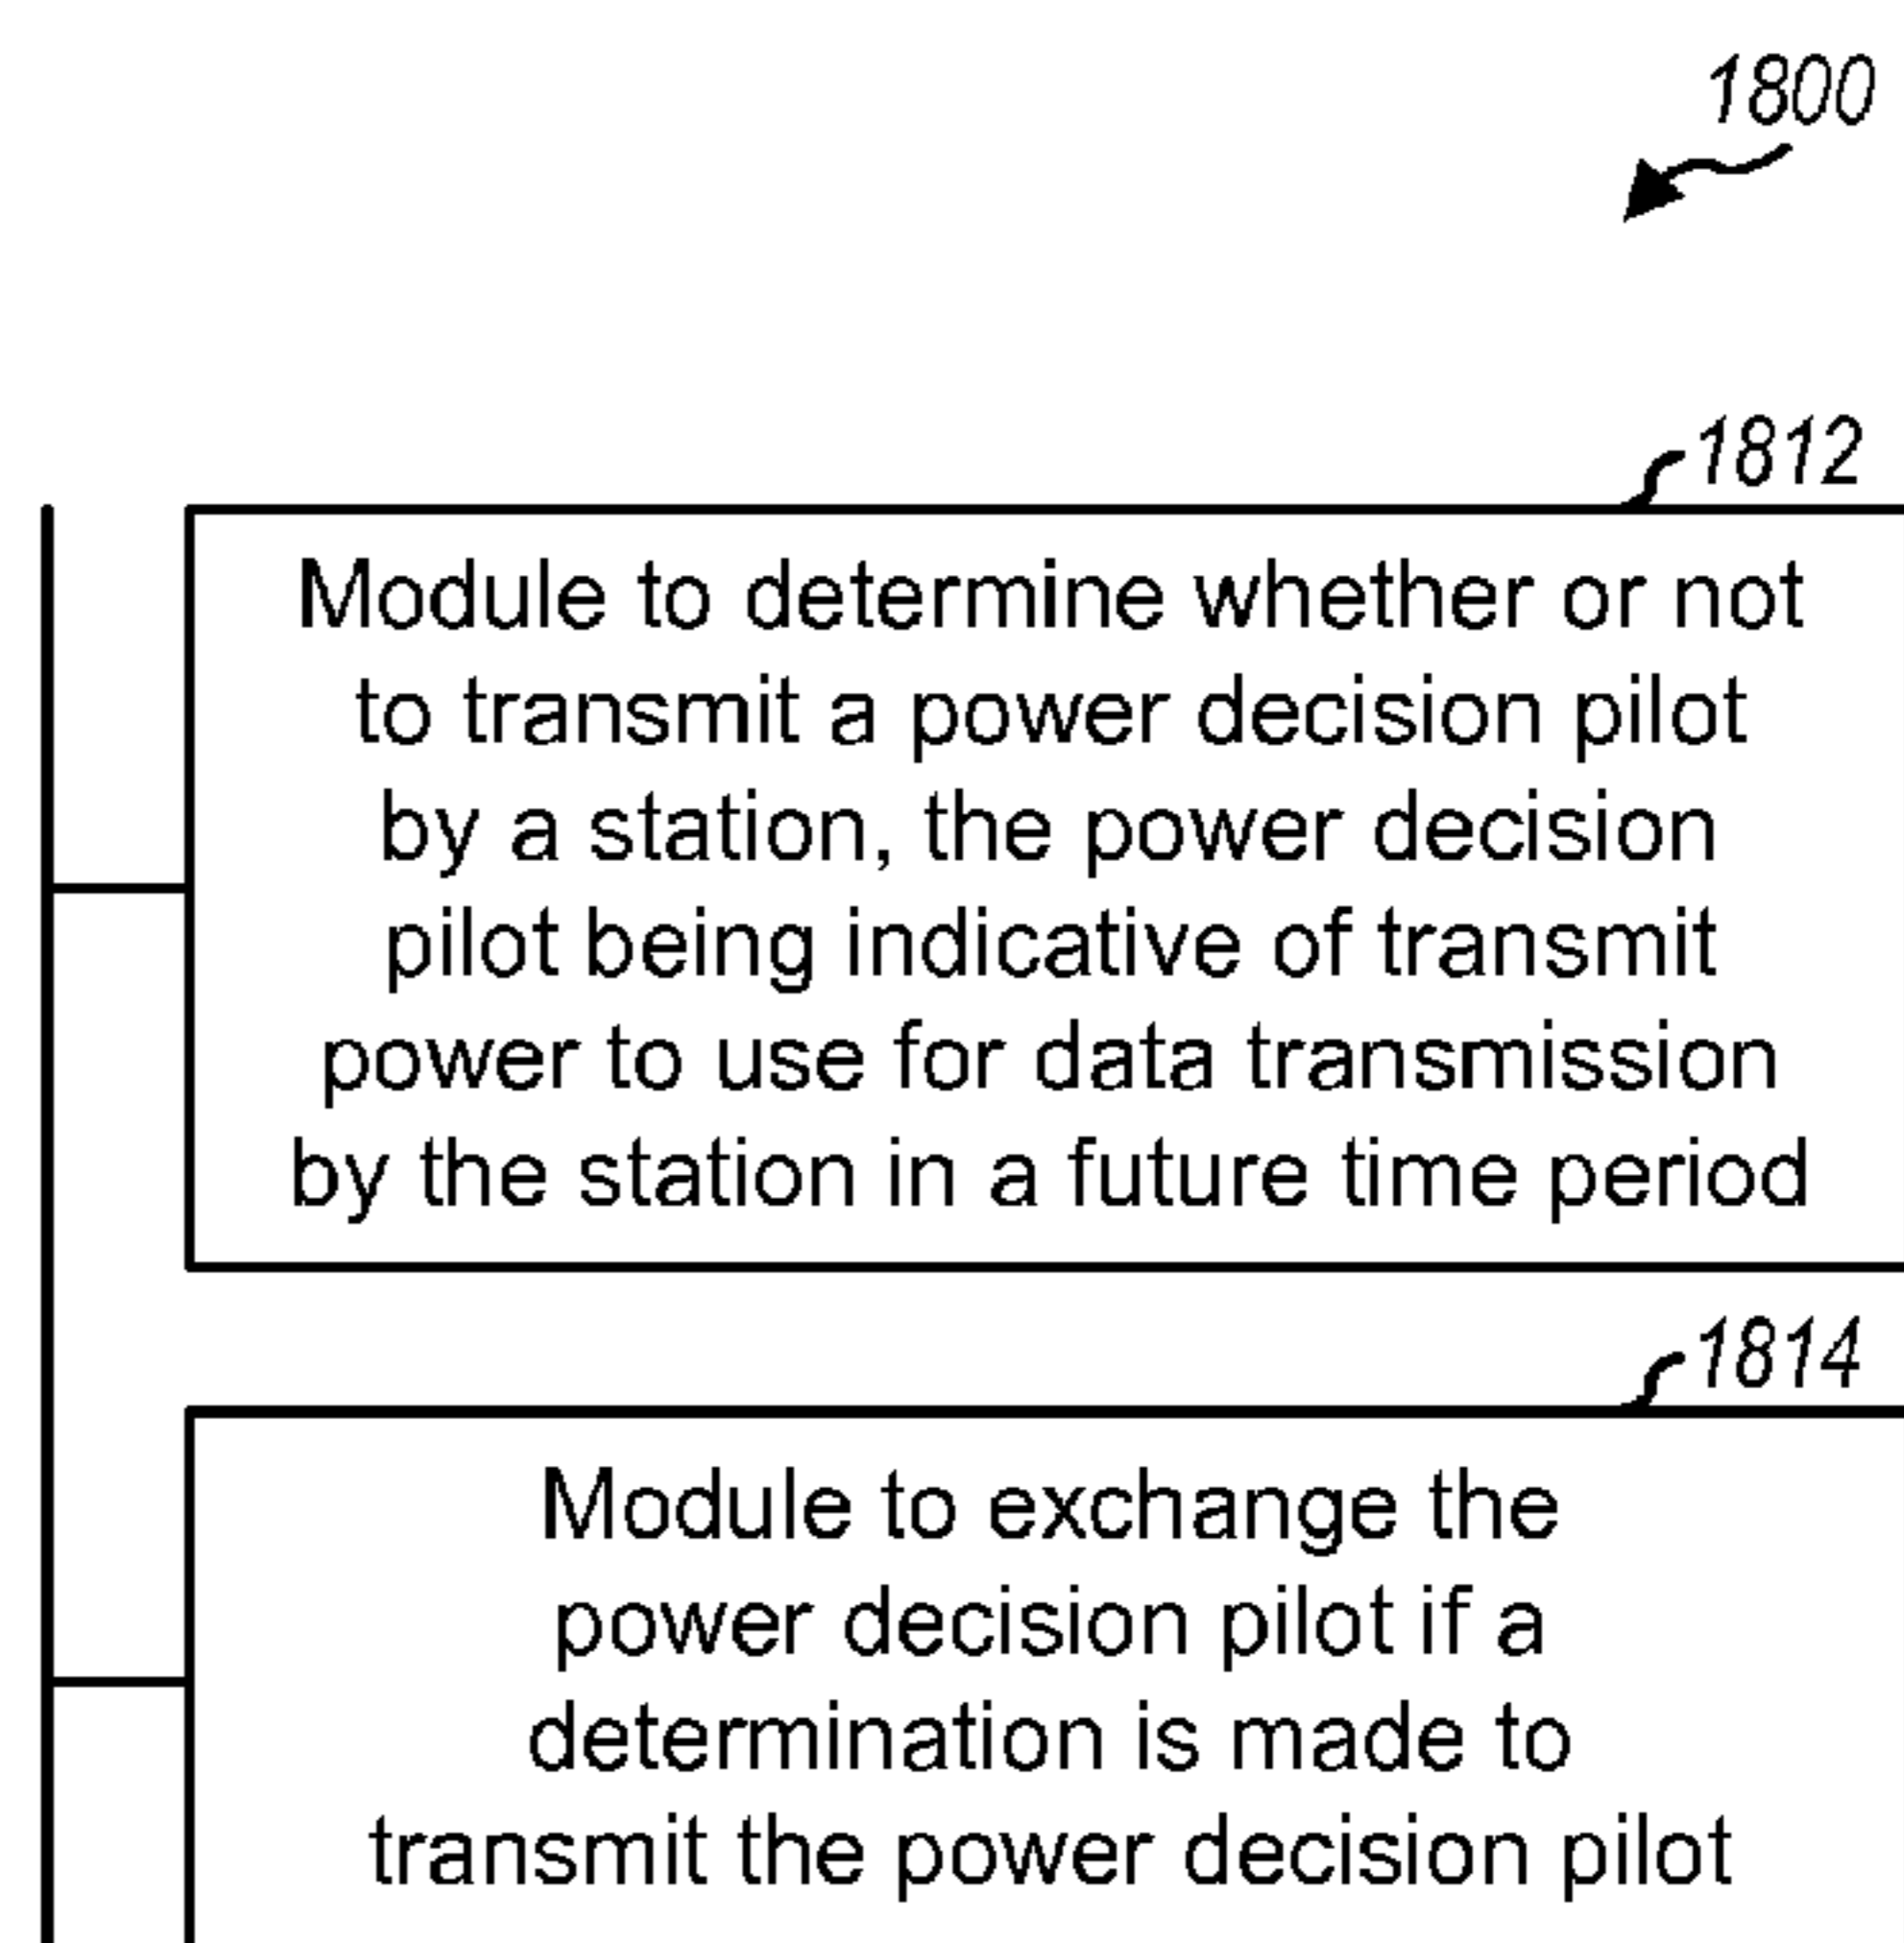 1800
1812
Module to determine whether or not
to transmit a power decision pilot
by a station, the power decision
pilot being indicative of transmit
power to use for data transmission
by the station in a future time period
1814
Module to exchange the
power decision pilot if a
determination is made to
transmit the power decision pilot